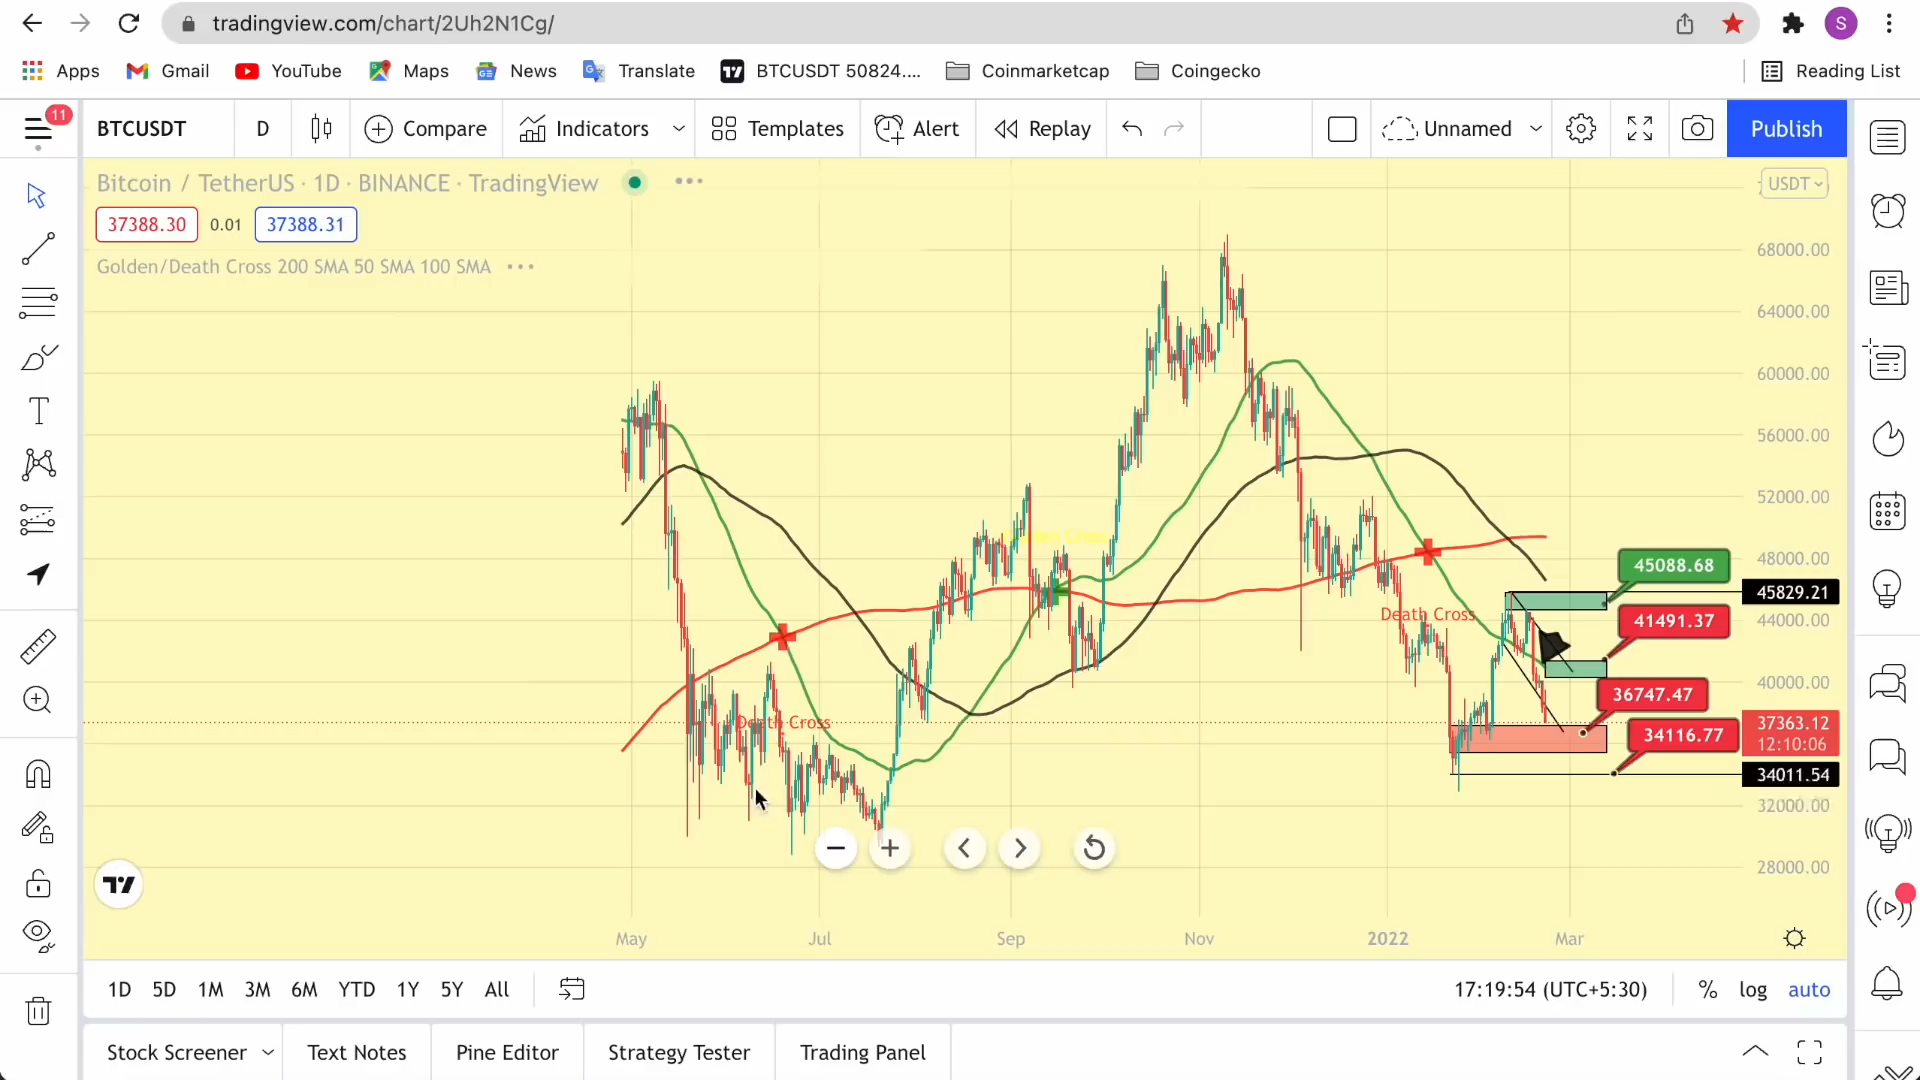 tradingview.com/chart/2Uh2N1Cg/
S
Apps Gmail YouTube Maps News Translate BTCUSDT 50824.... Coinmarketcap Coingecko Reading List
11
BTCUSDT D Compare Indicators Templates Alert Replay Unnamed Publish
Bitcoin / TetherUS · 1D · BINANCE · TradingView
USDT
37388.30 0.01 37388.31
Golden/Death Cross 200 SMA 50 SMA 100 SMA
68000.00
64000.00
60000.00
56000.00
52000.00
48000.00
45088.68
45829.21
Death Cross
41491.37
44000.00
40000.00
36747.47
Death Cross
37363.12
34116.77
12:10:06
34011.54
32000.00
28000.00
May Jul Sep Nov 2022 Mar
1D 5D 1M 3M 6M YTD 1Y 5Y All 17:19:54 (UTC+5:30) % log auto
Stock Screener Text Notes Pine Editor Strategy Tester Trading Panel